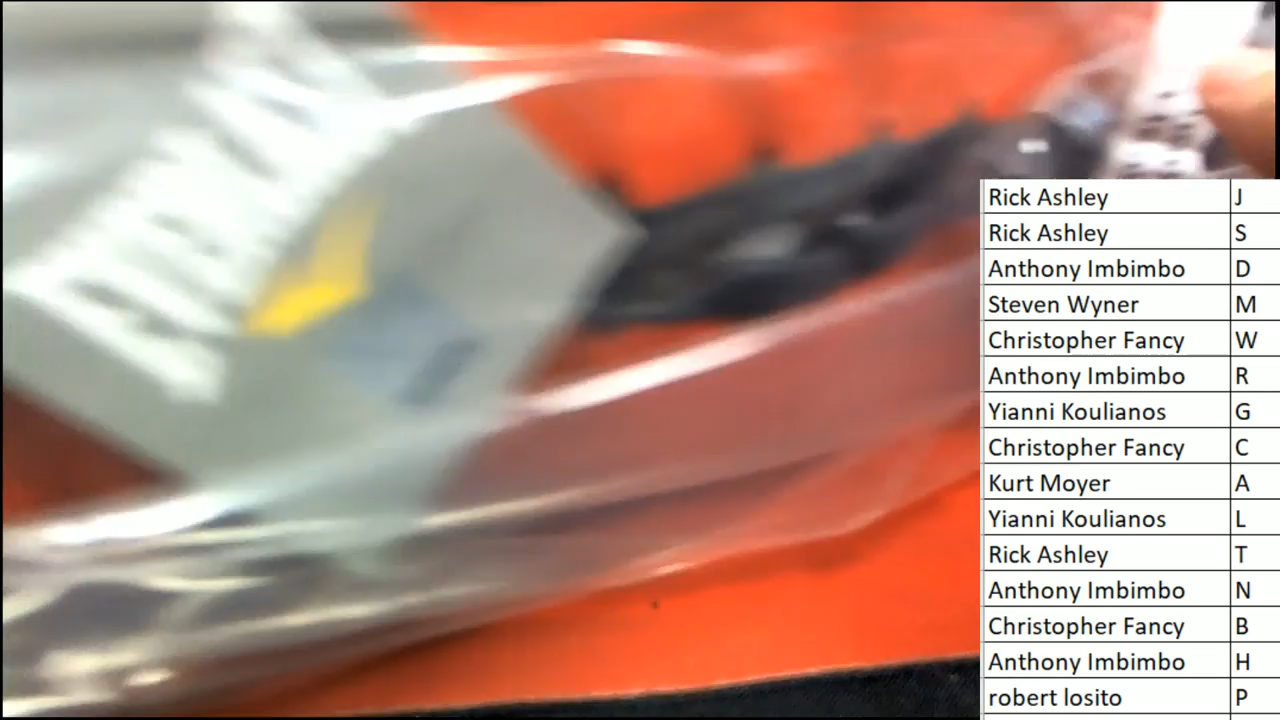 Rick Ashley J
Rick Ashley S
Anthony Imbimbo D
Steven Wyner M
Christopher Fancy W
Anthony Imbimbo R
Yianni Koulianos G
Christopher Fancy C
Kurt Moyer A
Yianni Koulianos L
Rick Ashley T
Anthony Imbimbo N
Christopher Fancy B
Anthony Imbimbo H
robert losito P